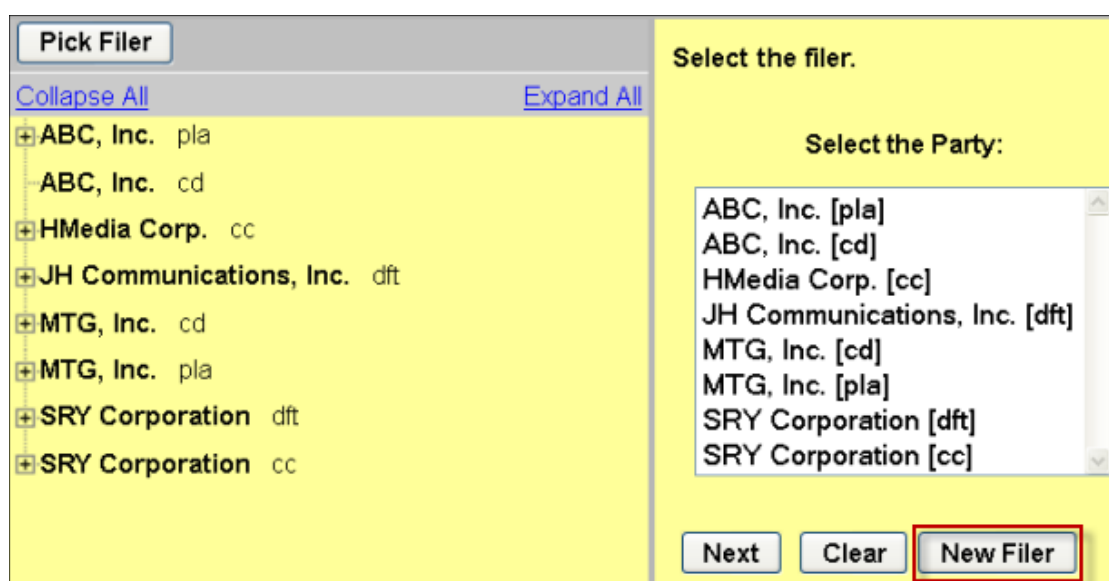 Pick Filer
Collapse All Expand All
ABC, Inc. pla
ABC, Inc. cd
HMedia Corp. cc
JH Communications, Inc. dft
MTG, Inc. cd
MTG, Inc. pla
SRY Corporation dft
SRY Corporation cc
Select the filer.
Select the Party:
ABC, Inc. [pla]
ABC, Inc. [cd]
HMedia Corp. [cc]
JH Communications, Inc. [dft]
MTG, Inc. [cd]
MTG, Inc. [pla]
SRY Corporation [dft]
SRY Corporation [cc]
Next Clear New Filer